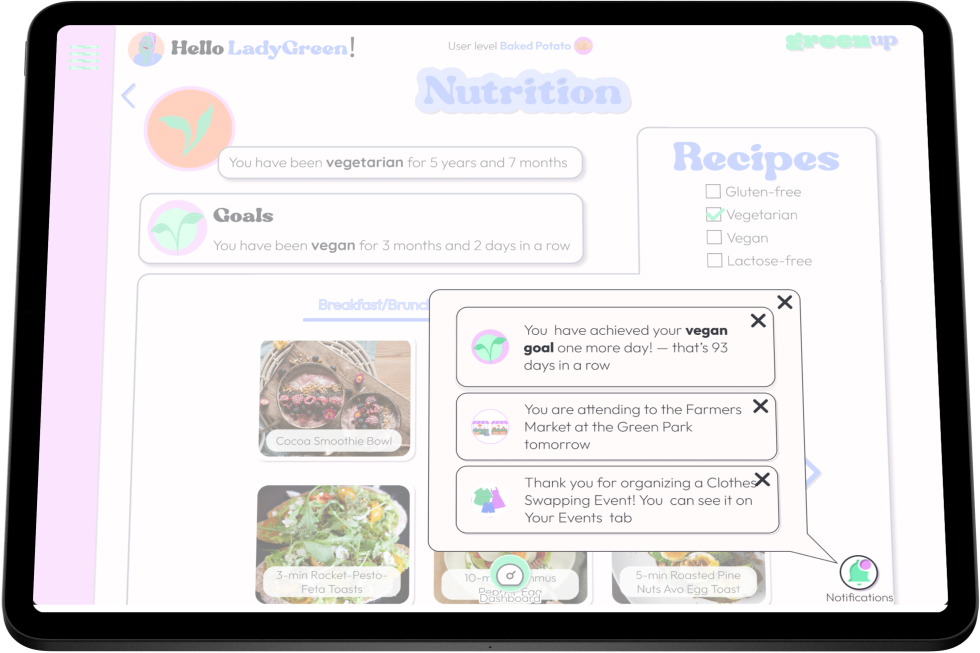 Hello LadyGreen!
User level Baked Potato
greenup
Nutrition
You have been vegetarian for 5 years and 7 months
Goals
You have been vegan for 3 months and 2 days in a row
Recipes
Gluten-free
Vegetarian
Vegan
Lactose-free
Breakfast/Brunc
Cocoa Smoothie Bowl
3-min Rocket-Pesto-
Feta Toasts
10-m
mus
Egg
Dashboard
5-min Roasted Pine
Nuts Avo Egg Toast
You have achieved your vegan
goal one more day! — that's 93
days in a row
You are attending to the Farmers
Market at the Green Park
tomorrow
Thank you for organizing a Clothes
Swapping Event! You can see it on
Your Events tab
Notifications